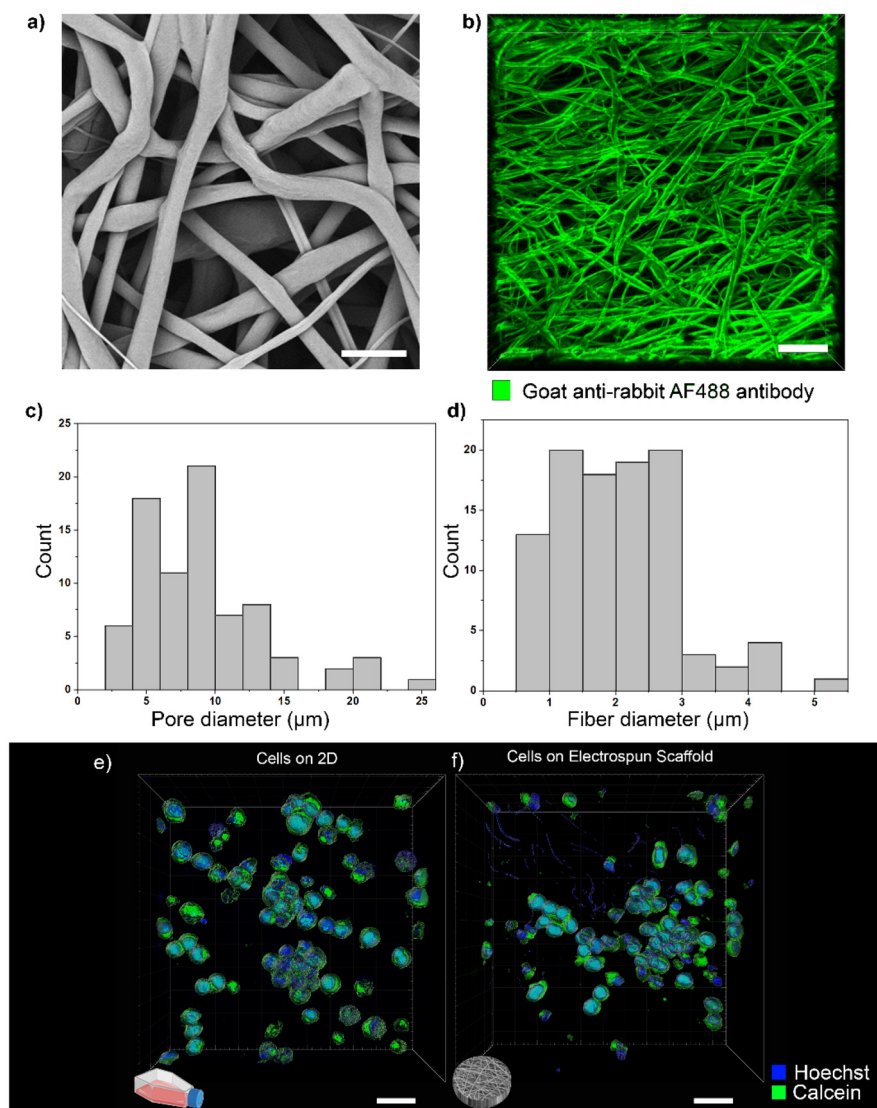 a)
b)
Goat anti-rabbit AF488 antibody
c)
d)
25
20
15
10
5
0
Count
5
10
15
20
25
Pore diameter (μm)
20
15
10
5
0
Count
1
2
3
4
5
Fiber diameter (μm)
e)
Cells on 2D
f)
Cells on Electrospun Scaffold
Hoechst
Calcein